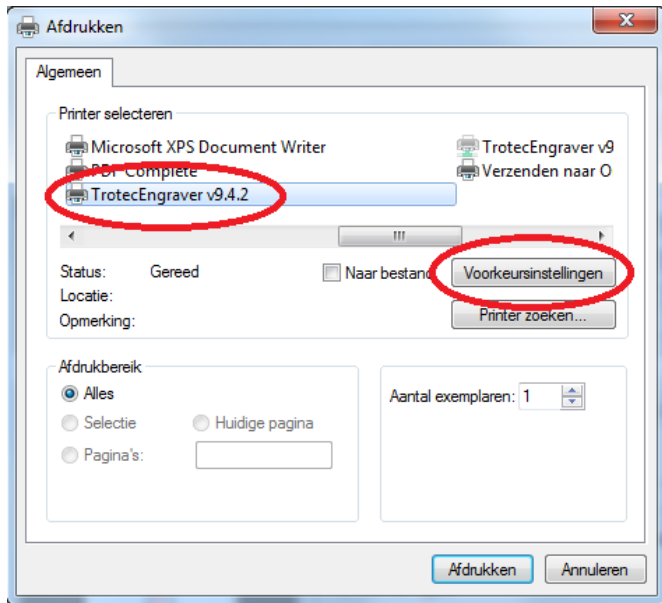 Afdrukken
Algemeen
Printer selecteren
Microsoft XPS Document Writer
TrotecEngraver v9
PDF Complete
Verzenden naar O
TrotecEngraver v9.4.2
Status: Gereed
Naar bestand
Voorkeursinstellingen
Locatie:
Opmerking:
Printer zoeken...
Afdrukbereik
Alles
Aantal exemplaren: 1
Selectie
Huidige pagina
Pagina's:
Afdrukken
Annuleren